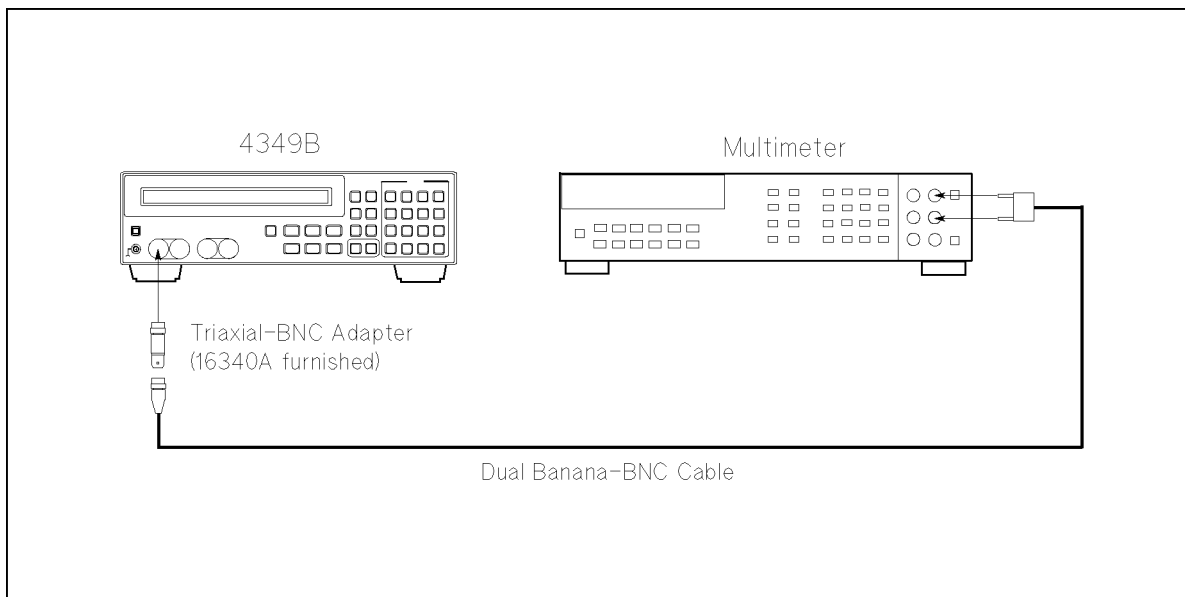 4349B
Multimeter
Triaxial-BNC Adapter
(16340A furnished)
Dual Banana-BNC Cable